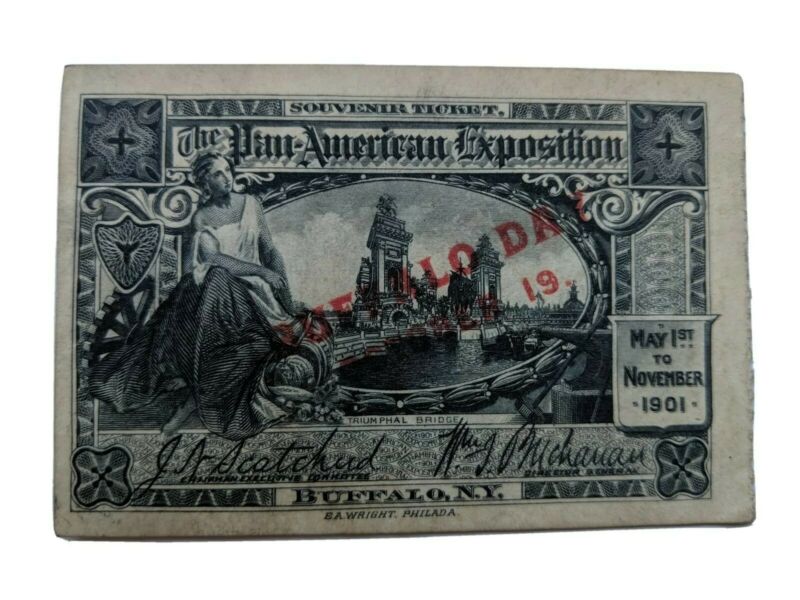 SOUVENIR TICKET.
The Pan-American Exposition
BUFFALO DAY
19.
MAY 1ST
TO
NOVEMBER
1901
TRIUMPHAL BRIDGE
J. N. Scatcherd
Wm. I. Buchanan
CHAIRMAN EXECUTIVE COMMITTEE
DIRECTOR GENERAL
BUFFALO, N.Y.
E.A. WRIGHT. PHILADA.